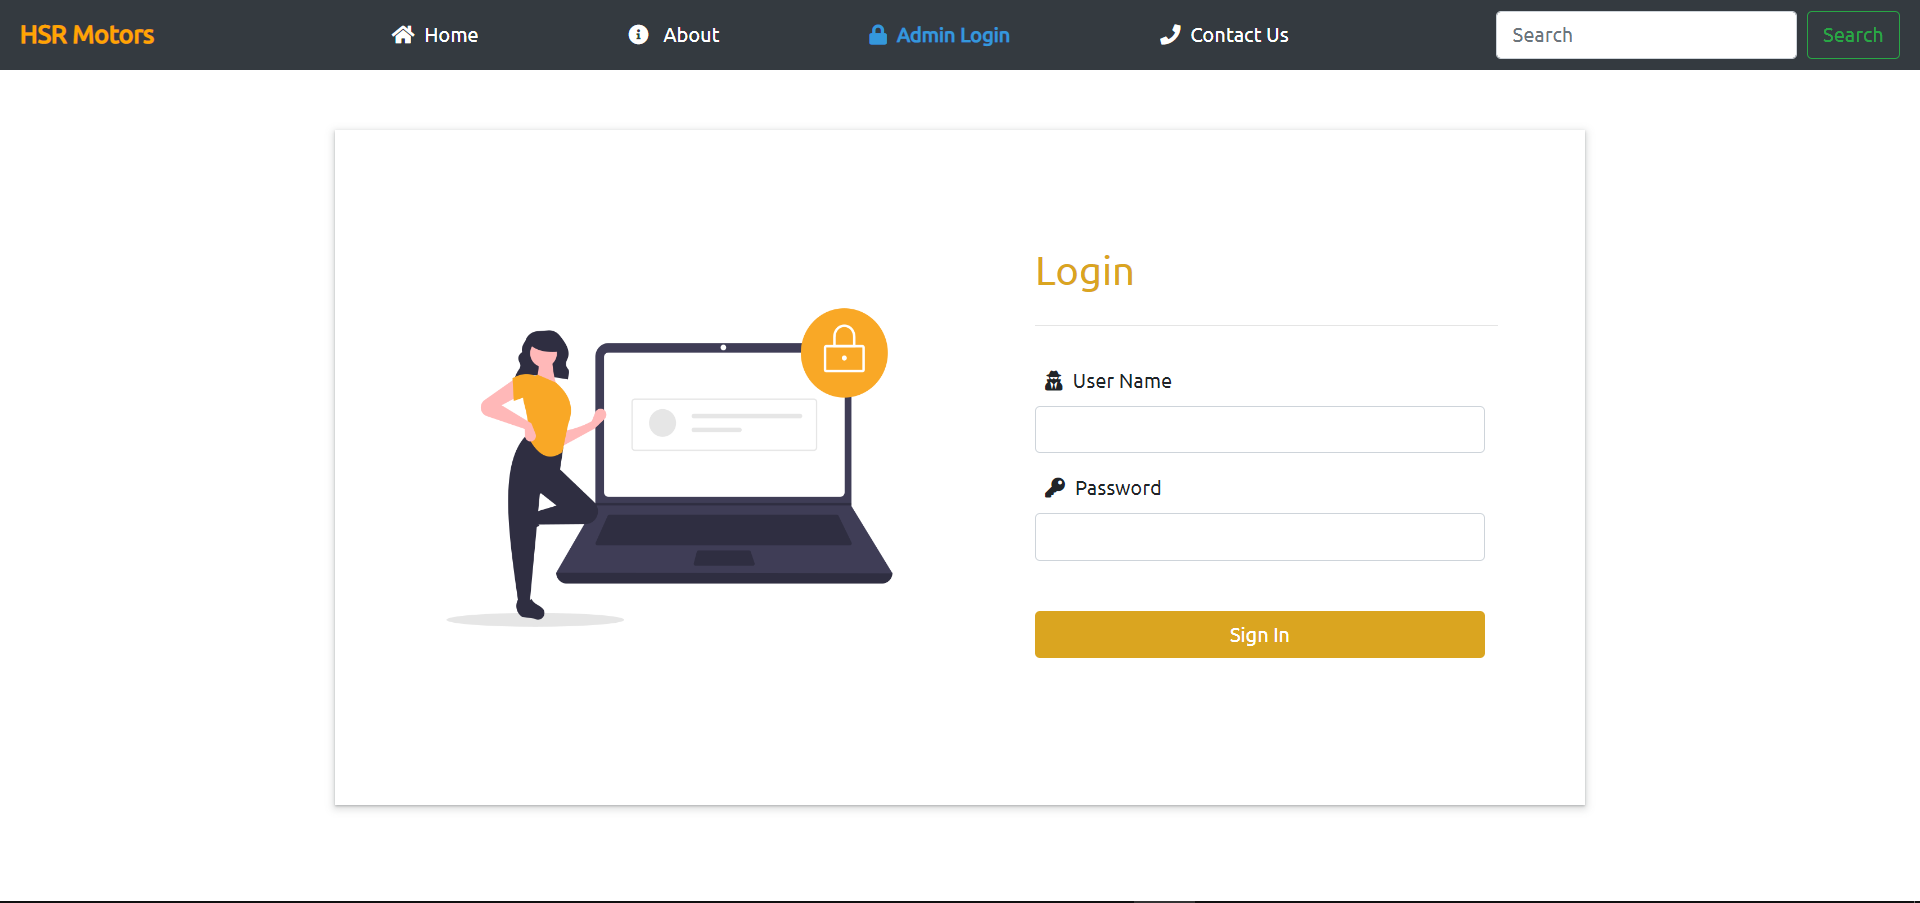 HSR Motors
Home
About
Admin Login
Contact Us
Search
Search
Login
User Name
Password
Sign In